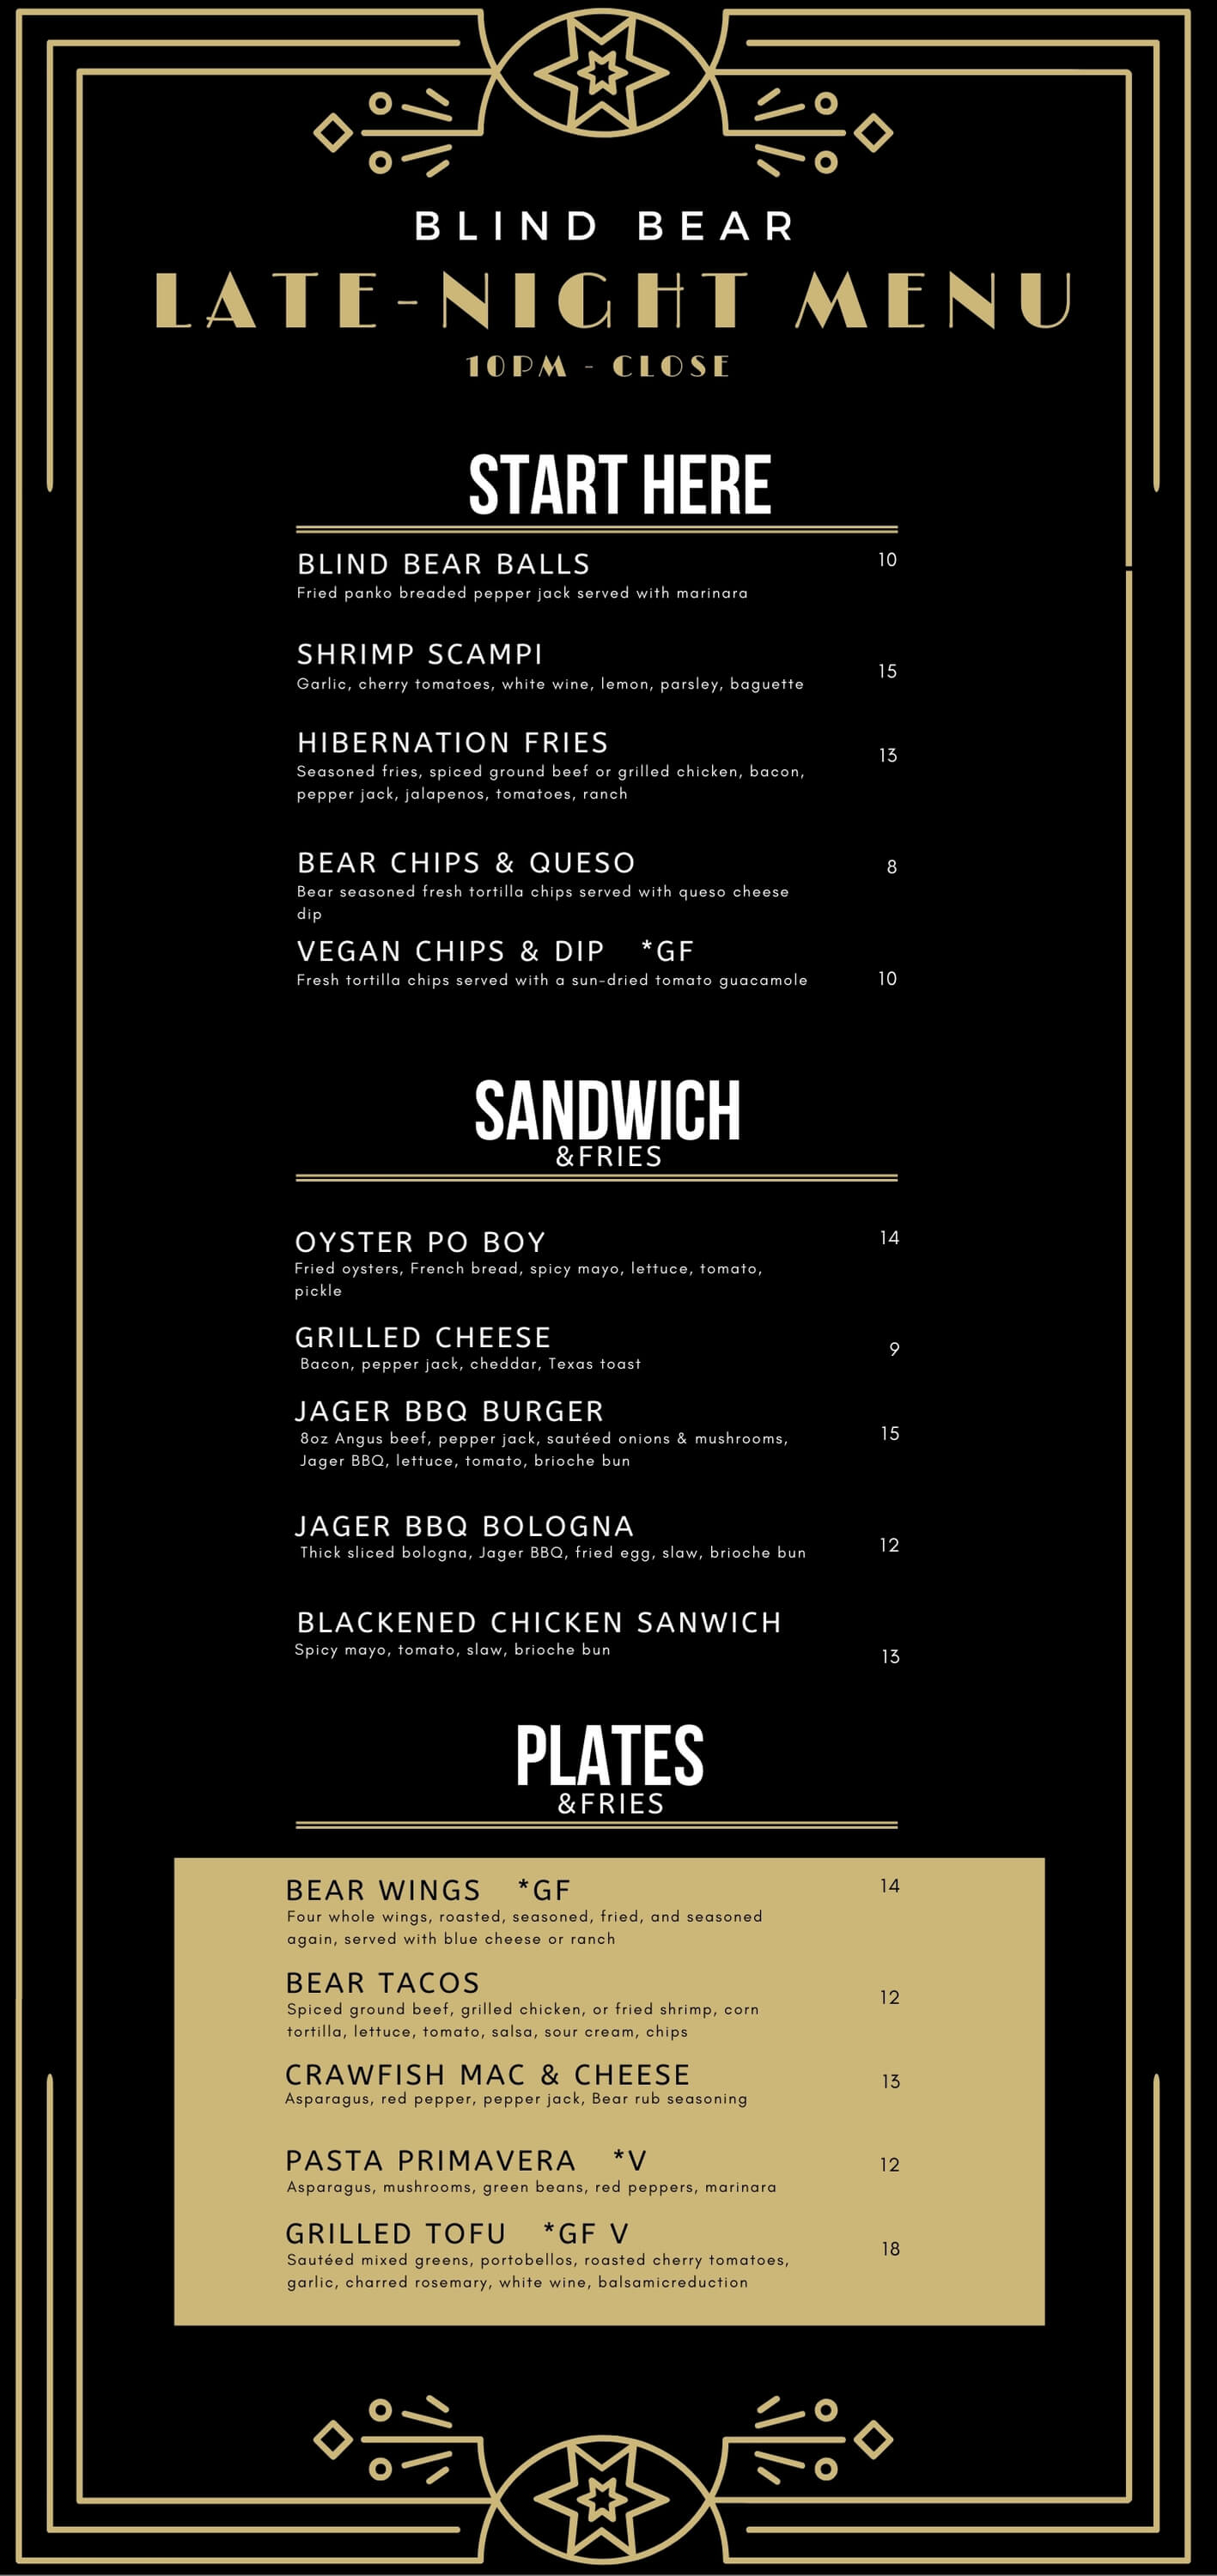 BLIND BEAR
LATE-NIGHT MENU
10PM - CLOSE
START HERE
BLIND BEAR BALLS 10
Fried panko breaded pepper jack served with marinara
SHRIMP SCAMPI 15
Garlic, cherry tomatoes, white wine, lemon, parsley, baguette
HIBERNATION FRIES 13
Seasoned fries, spiced ground beef or grilled chicken, bacon,
pepper jack, jalapenos, tomatoes, ranch
BEAR CHIPS & QUESO 8
Bear seasoned fresh tortilla chips served with queso cheese
dip
VEGAN CHIPS & DIP *GF
Fresh tortilla chips served with a sun-dried tomato guacamole 10
SANDWICH
&FRIES
OYSTER PO BOY 14
Fried oysters, French bread, spicy mayo, lettuce, tomato,
pickle
GRILLED CHEESE 9
Bacon, pepper jack, cheddar, Texas toast
JAGER BBQ BURGER
8oz Angus beef, pepper jack, sautéed onions & mushrooms, 15
Jager BBQ, lettuce, tomato, brioche bun
JAGER BBQ BOLOGNA
Thick sliced bologna, Jager BBQ, fried egg, slaw, brioche bun 12
BLACKENED CHICKEN SANWICH
Spicy mayo, tomato, slaw, brioche bun 13
PLATES
&FRIES
BEAR WINGS *GF 14
Four whole wings, roasted, seasoned, fried, and seasoned
again, served with blue cheese or ranch
BEAR TACOS 12
Spiced ground beef, grilled chicken, or fried shrimp, corn
tortilla, lettuce, tomato, salsa, sour cream, chips
CRAWFISH MAC & CHEESE 13
Asparagus, red pepper, pepper jack, Bear rub seasoning
PASTA PRIMAVERA *V 12
Asparagus, mushrooms, green beans, red peppers, marinara
GRILLED TOFU *GF V 18
Sautéed mixed greens, portobellos, roasted cherry tomatoes,
garlic, charred rosemary, white wine, balsamicreduction